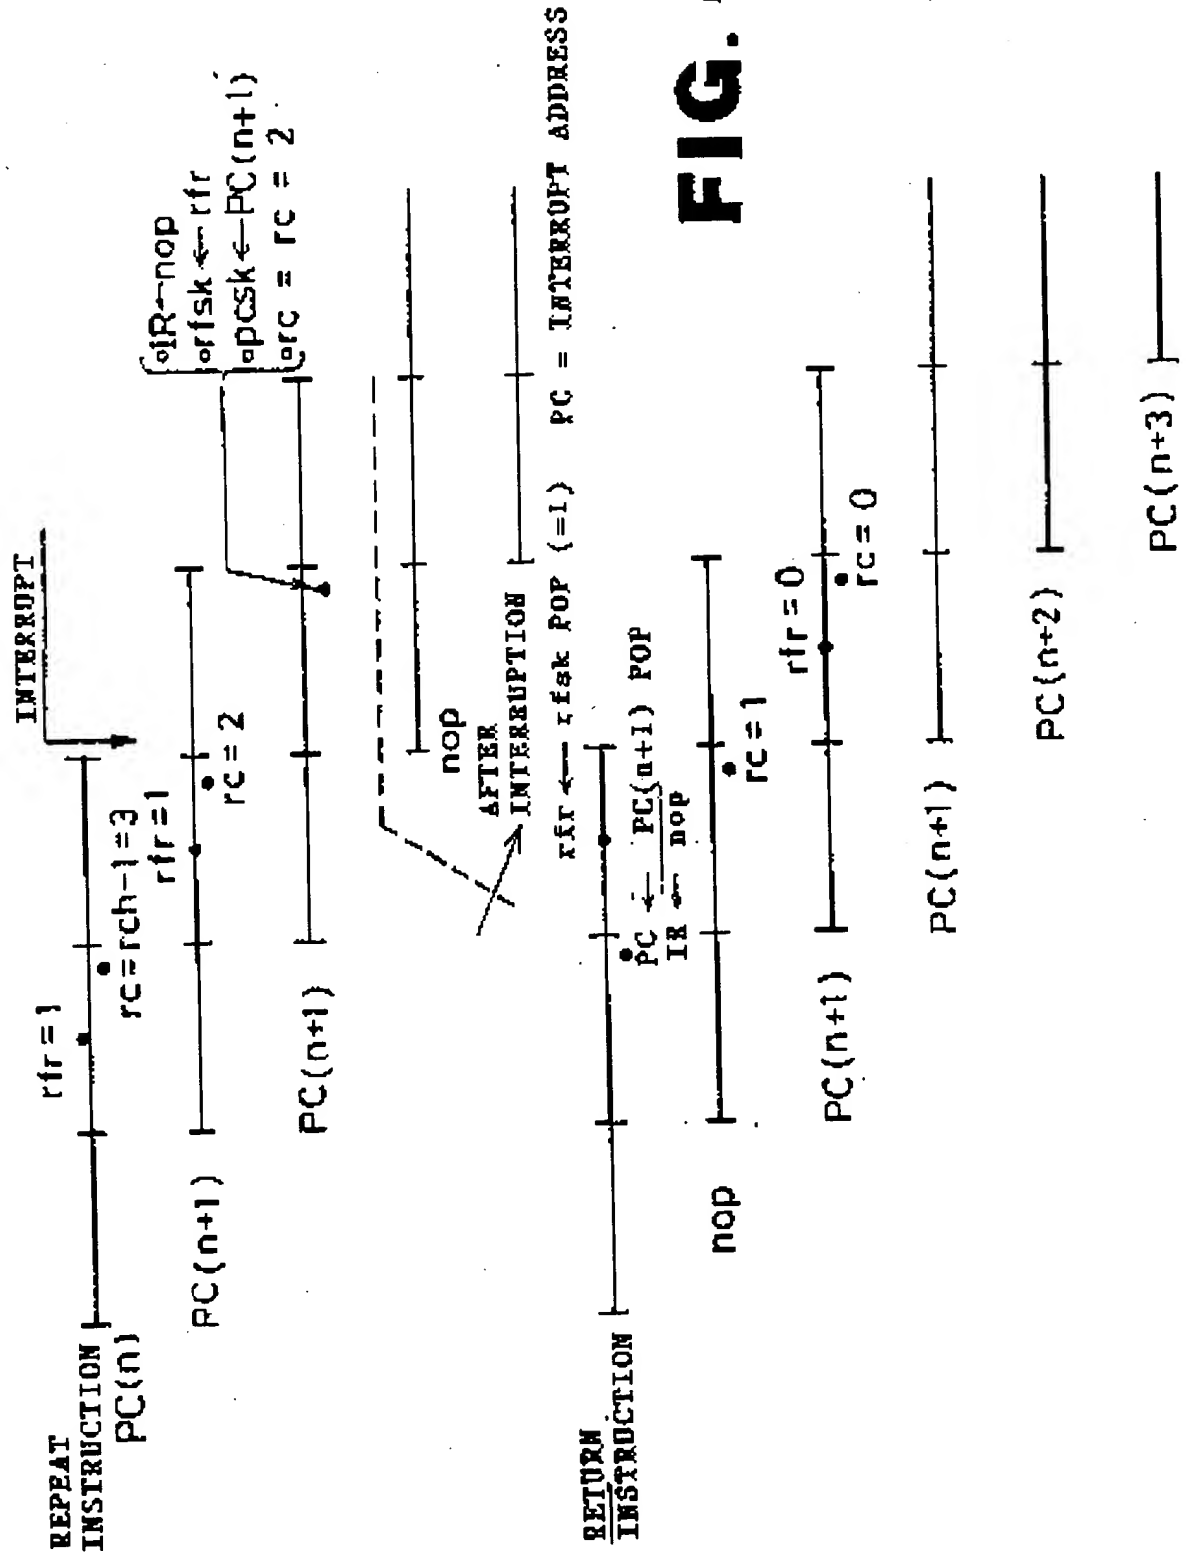 INTERRUPT
REPEAT
INSTRUCTION
PC(n)
rfr=1
rc=rch-1=3
PC(n+1)
rfr=1
rc=2
PC(n+1)
IR←nop
rfsk←rfr
pcsk←PC(n+1)
rc = rc = 2
nop
AFTER
INTERRUPTION
rfr ← rfsk POP (=1) PC = INTERRUPT ADDRESS
RETURN
INSTRUCTION
PC ← PC(n+1) POP
IR ← nop
nop
rc=1
PC(n+1)
rfr=0
rc=0
PC(n+1)
PC(n+2)
PC(n+3)
FIG.